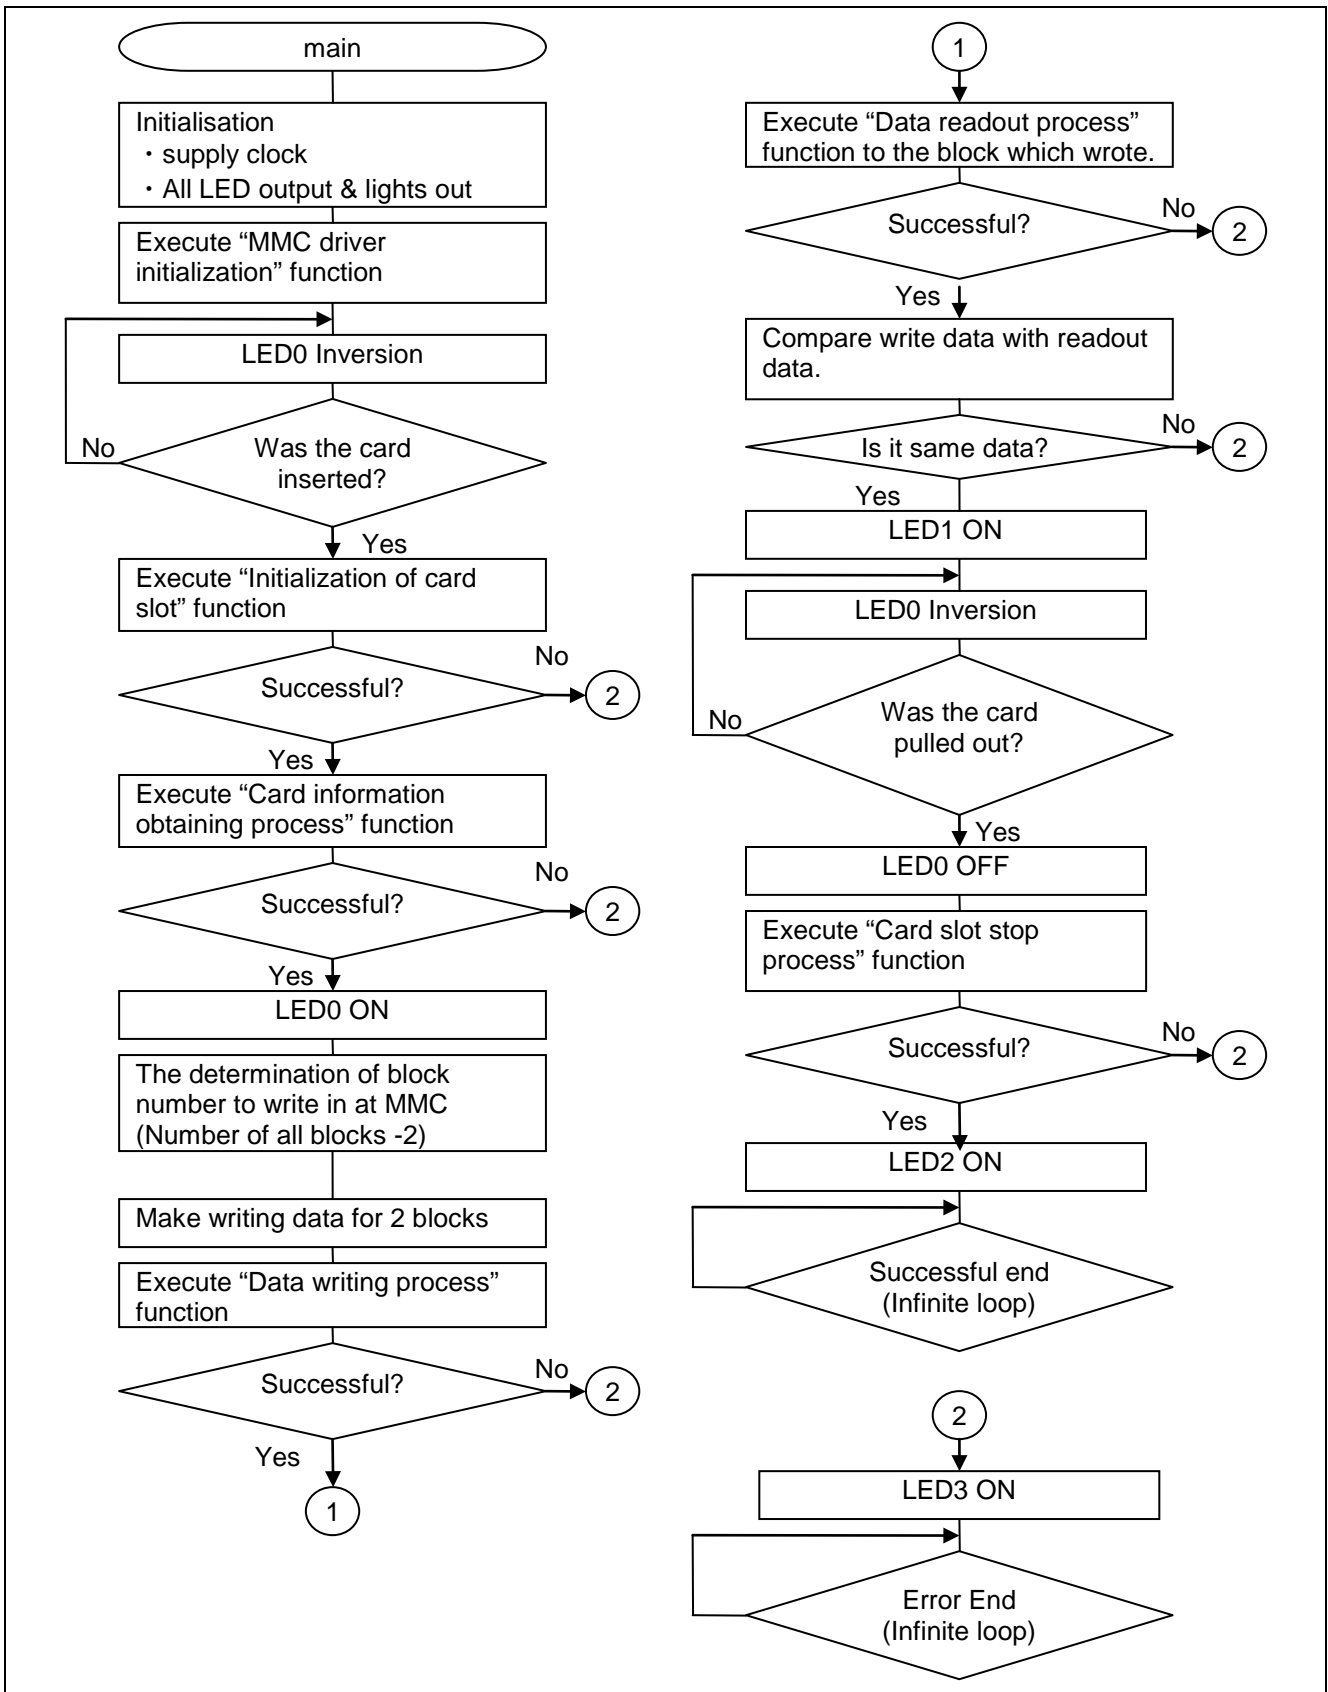 main
Initialisation
・supply clock
・All LED output & lights out
Execute “MMC driver
initialization” function
LED0 Inversion
No
Was the card
inserted?
Yes
Execute “Initialization of card
slot” function
No
Successful?
2
Yes
Execute “Card information
obtaining process” function
No
Successful?
2
Yes
LED0 ON
The determination of block
number to write in at MMC
(Number of all blocks -2)
Make writing data for 2 blocks
Execute “Data writing process”
function
No
Successful?
2
Yes
1
1
Execute “Data readout process”
function to the block which wrote.
No
Successful?
2
Yes
Compare write data with readout
data.
No
Is it same data?
2
Yes
LED1 ON
LED0 Inversion
No
Was the card
pulled out?
Yes
LED0 OFF
Execute “Card slot stop
process” function
No
Successful?
2
Yes
LED2 ON
Successful end
(Infinite loop)
2
LED3 ON
Error End
(Infinite loop)